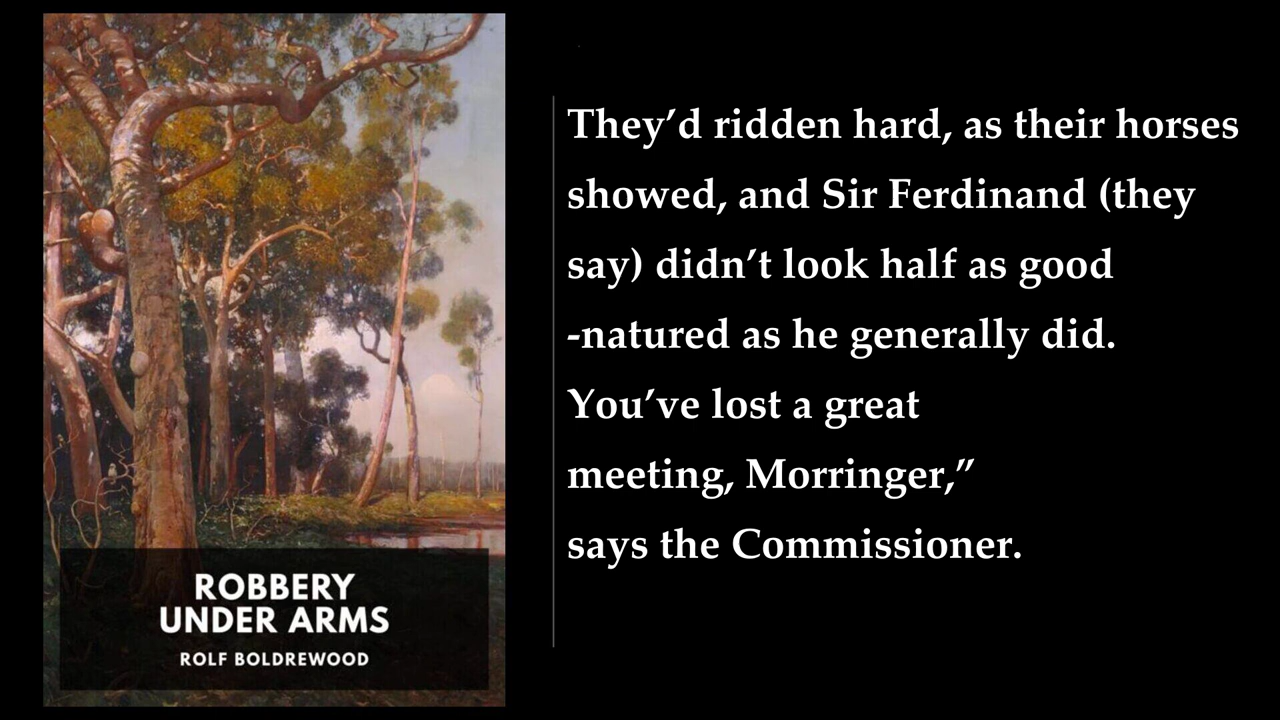 They’d ridden hard, as their horses
showed, and Sir Ferdinand (they
say) didn’t look half as good
-natured as he generally did.
You’ve lost a great
meeting, Morringer,”
says the Commissioner.
ROBBERY
UNDER ARMS
ROLF BOLDREWOOD